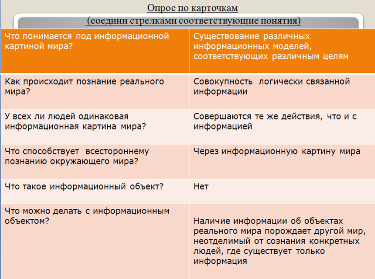 Опрос по карточкам
(соедини стрелками соответствующие понятия)
Что понимается под информационной
картиной мира?
Существование различных
информационных моделей,
соответствующих различным целям
Как происходит познание реального
мира?
Совокупность логически связанной
информации
У всех ли людей одинаковая
информационная картина мира?
Совершаются те же действия, что и с
информацией
Что способствует всестороннему
познанию окружающего мира?
Через информационную картину мира
Что такое информационный объект?
Нет
Что можно делать с информационным
объектом?
Наличие информации об объектах
реального мира порождает другой мир,
неотделимый от сознания конкретных
людей, где существует только
информация